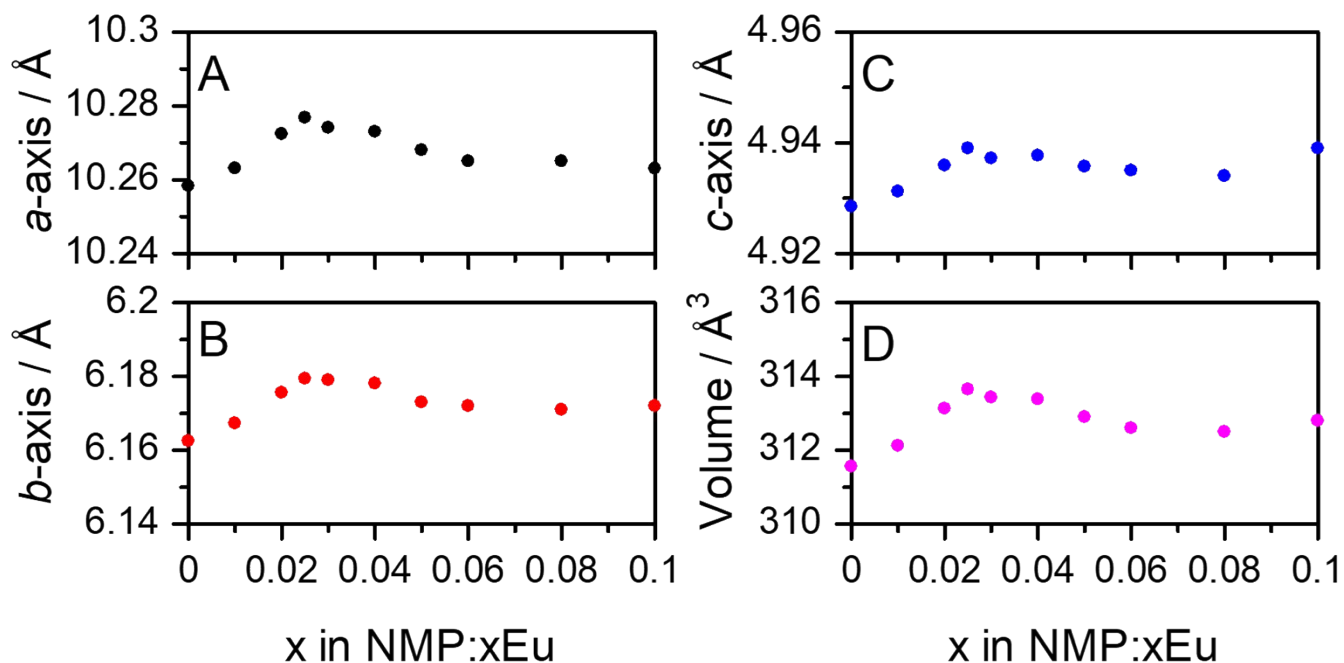 a-axis / Å
10.3
10.28
10.26
10.24
A
c-axis / Å
4.96
4.94
4.92
C
b-axis / Å
6.2
6.18
6.16
6.14
B
0 0.02 0.04 0.06 0.08 0.1
x in NMP:xEu
Volume / Å³
316
314
312
310
D
0 0.02 0.04 0.06 0.08 0.1
x in NMP:xEu